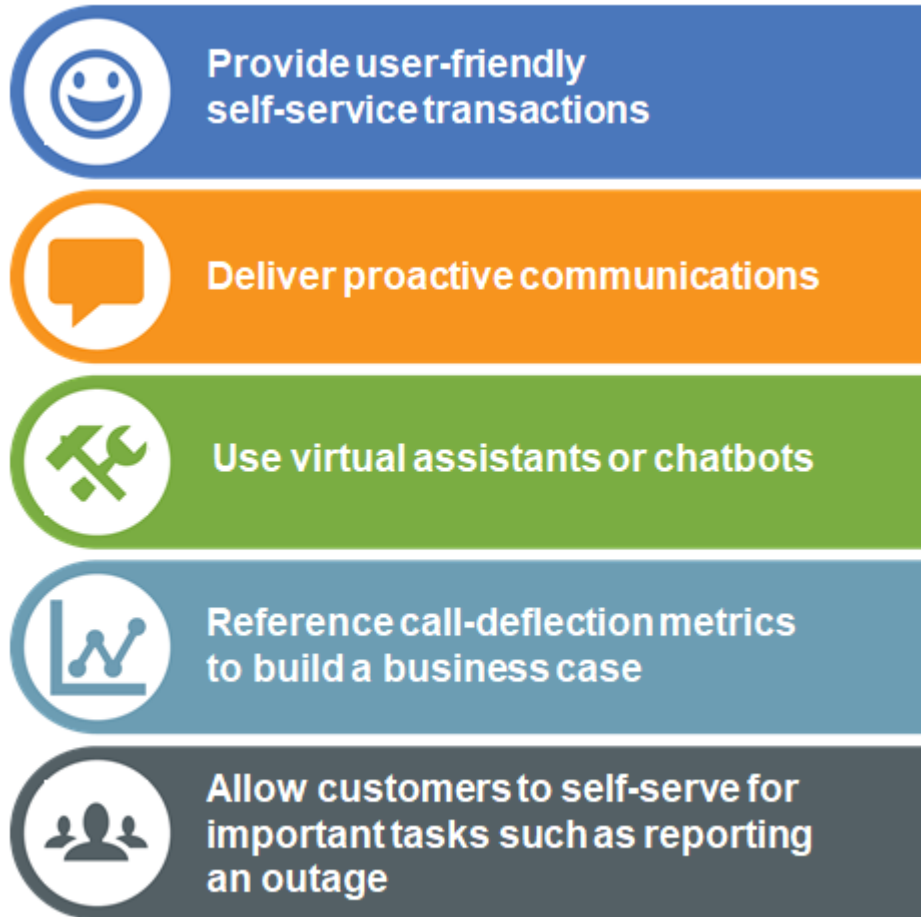 Provide user-friendly
self-service transactions
Deliver proactive communications
Use virtual assistants or chatbots
Reference call-deflection metrics
to build a business case
Allow customers to self-serve for
important tasks such as reporting
an outage